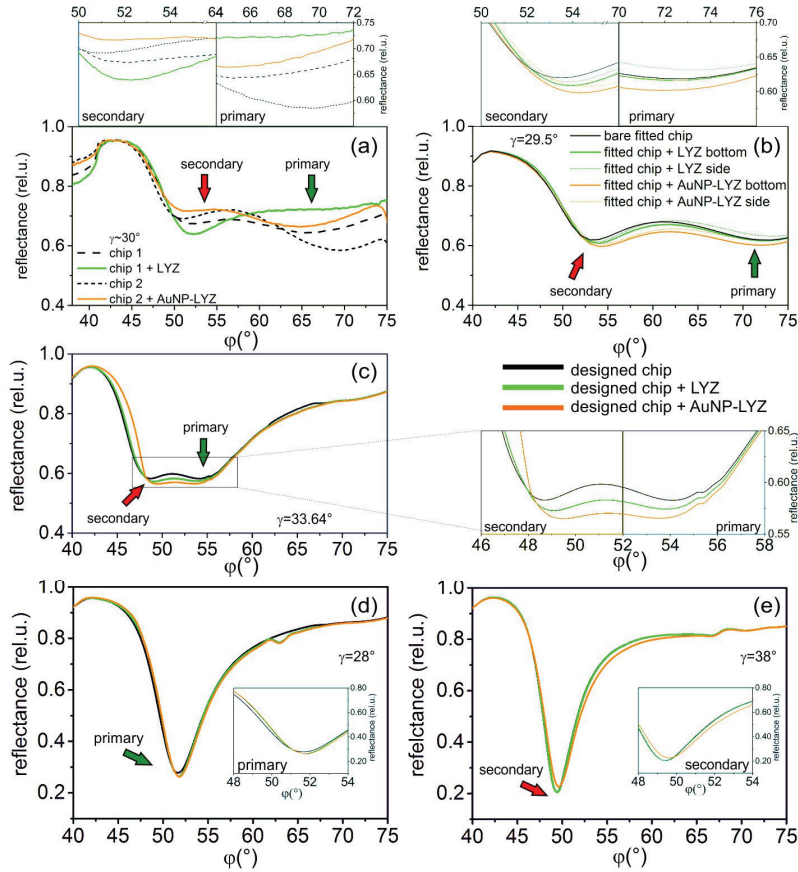 50 52 54 56 64 66 68 70 72
0.75
0.70
0.65
0.60
reflectance (rel.u.)
secondary primary
1.0
0.8
0.6
0.4
reflectance (rel.u.)
(a)
secondary
primary
γ~30°
chip 1
chip 1 + LYZ
chip 2
chip 2 + AuNP-LYZ
40 45 50 55 60 65 70 75
φ(°)
50 52 54 70 72 74 76
0.70
0.65
0.60
reflectance (rel.u.)
secondary primary
1.0
0.8
0.6
0.4
reflectance (rel.u.)
γ=29.5°
(b)
bare fitted chip
fitted chip + LYZ bottom
fitted chip + LYZ side
fitted chip + AuNP-LYZ bottom
fitted chip + AuNP-LYZ side
secondary
primary
40 45 50 55 60 65 70 75
φ(°)
1.0
0.8
0.6
0.4
reflectance (rel.u.)
(c)
primary
secondary
γ=33.64°
40 45 50 55 60 65 70 75
φ(°)
designed chip
designed chip + LYZ
designed chip + AuNP-LYZ
0.65
0.60
0.55
reflectance (rel.u.)
secondary primary
46 48 50 52 54 56 58
φ(°)
1.0
0.8
0.6
0.4
0.2
reflectance (rel.u.)
(d)
γ=28°
primary
0.80
0.60
0.40
0.20
reflectance (rel.u.)
primary
48 50 52 54
φ(°)
40 45 50 55 60 65 70 75
φ(°)
1.0
0.8
0.6
0.4
0.2
refelctance (rel.u.)
(e)
γ=38°
secondary
0.80
0.60
0.40
0.20
refelctance (rel.u.)
secondary
48 50 52 54
φ(°)
40 45 50 55 60 65 70 75
φ(°)